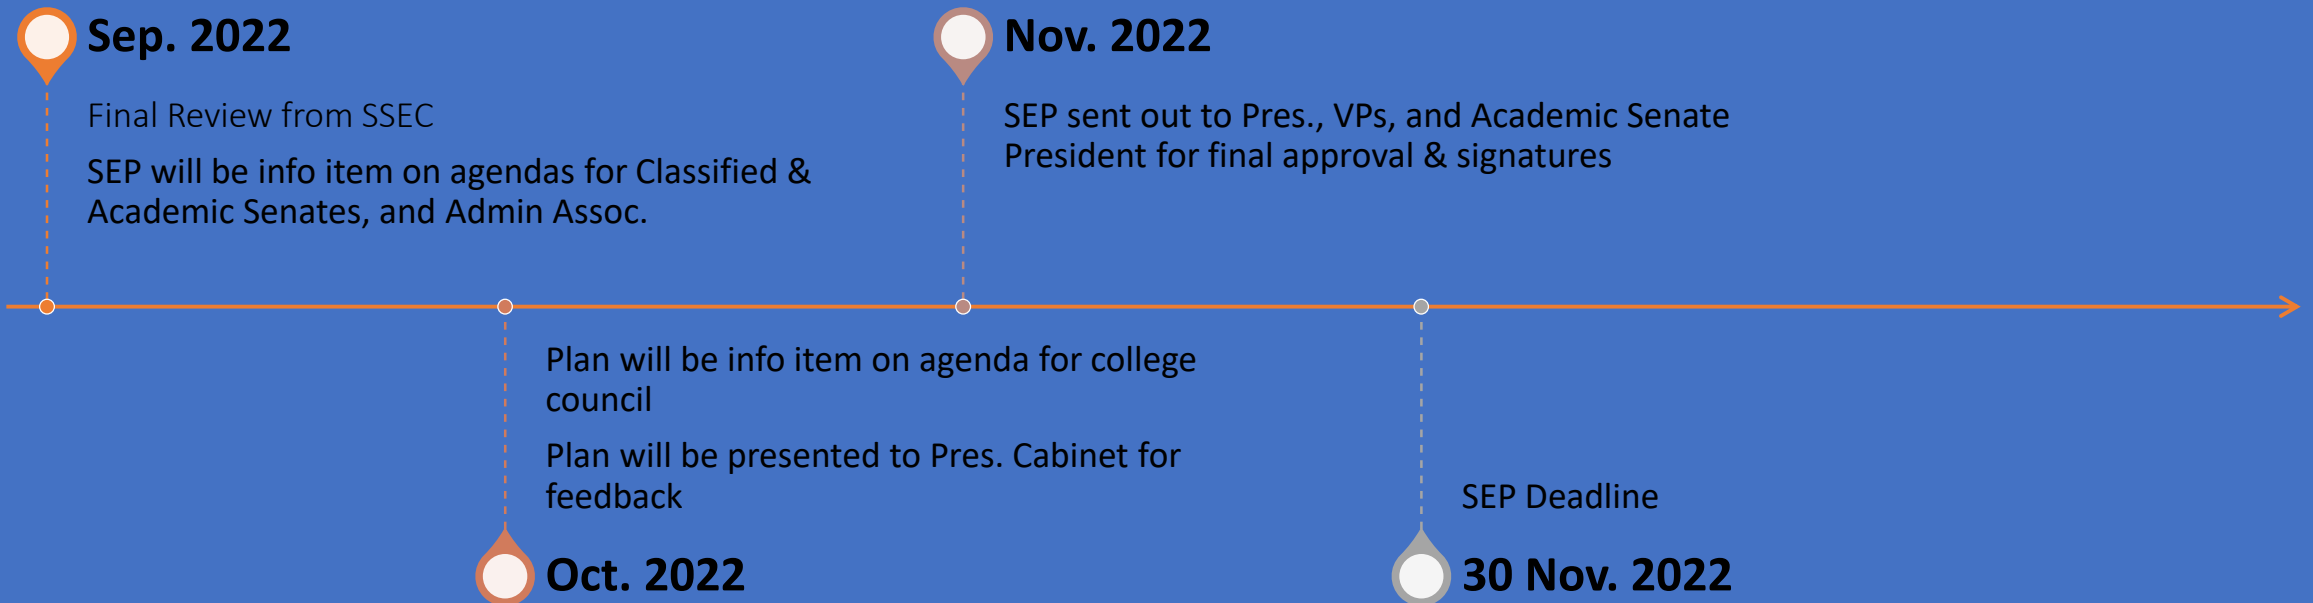 Sep. 2022
Final Review from SSEC
SEP will be info item on agendas for Classified &
Academic Senates, and Admin Assoc.
Plan will be info item on agenda for college
council
Plan will be presented to Pres. Cabinet for
feedback
Oct. 2022
Nov. 2022
SEP sent out to Pres., VPs, and Academic Senate
President for final approval & signatures
SEP Deadline
30 Nov. 2022